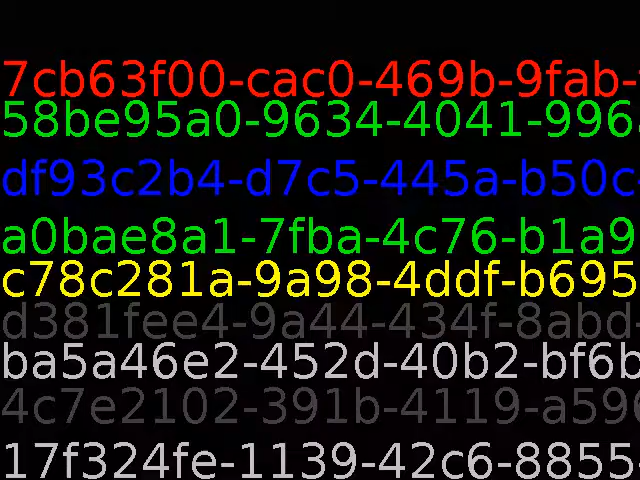 7cb63f00-cac0-469b-9fab-
58be95a0-9634-4041-996
df93c2b4-d7c5-445a-b50c-
a0bae8a1-7fba-4c76-b1a9
c78c281a-9a98-4ddf-b695
d381fee4-9a44-434f-8abd-
ba5a46e2-452d-40b2-bf6b
4c7e2102-391b-4119-a596
17f324fe-1139-42c6-8855-